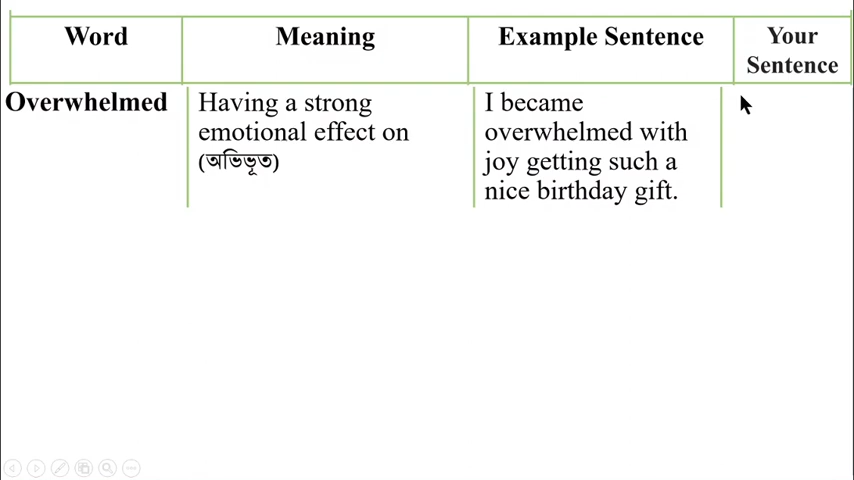 Word Meaning Example Sentence Your
Sentence
Overwhelmed Having a strong I became
emotional effect on overwhelmed with
(অভিভূত) joy getting such a
nice birthday gift.